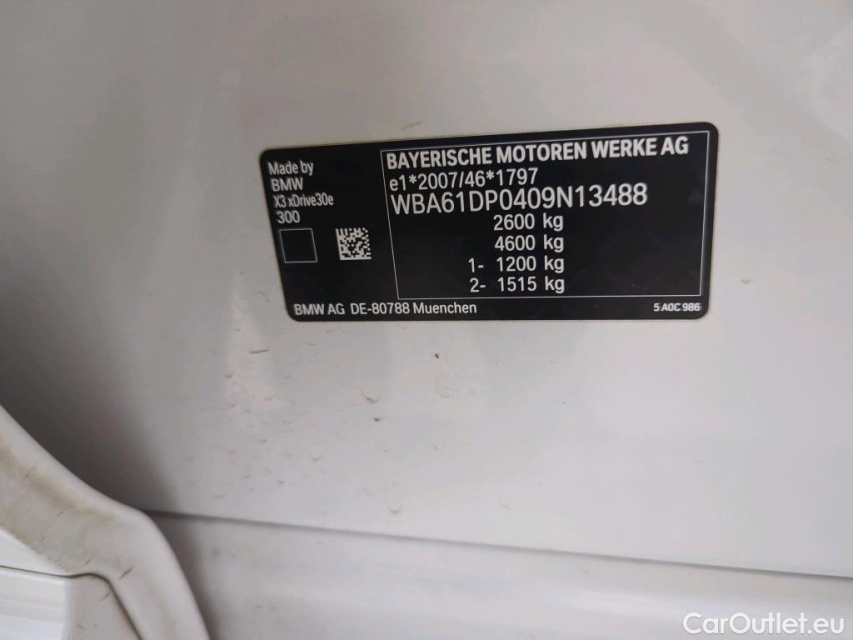 Made by
BMW
X3 xDrive30e
300
BAYERISCHE MOTOREN WERKE AG
e1*2007/46*1797
WBA61DP0409N13488
2600 kg
4600 kg
1- 1200 kg
2- 1515 kg
BMW AG DE-80788 Muenchen
5 A0C 986
CarOutlet.eu